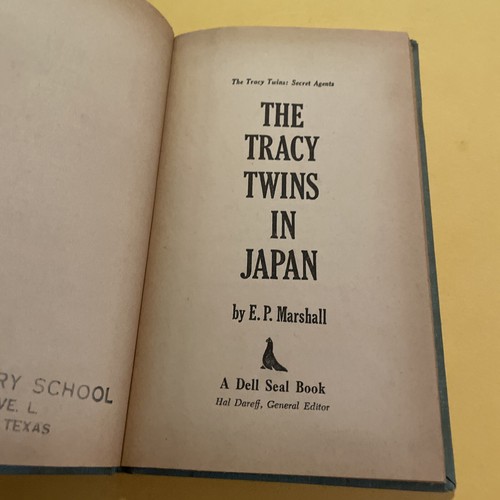 RY SCHOOL
VE. L
TEXAS
The Tracy Twins: Secret Agents
THE
TRACY
TWINS
IN
JAPAN
by E. P. Marshall
A Dell Seal Book
Hal Dareff, General Editor